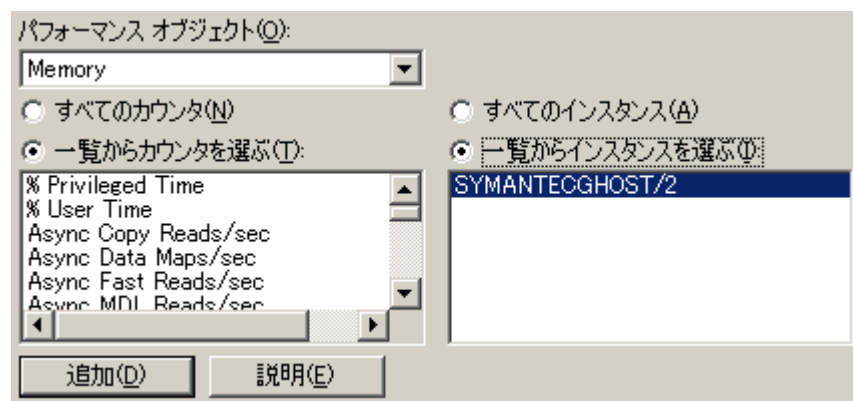 パフォーマンス オブジェクト(O):
Memory
すべてのカウンタ(N)
すべてのインスタンス(A)
一覧からカウンタを選ぶ(T):
一覧からインスタンスを選ぶ(I):
% Privileged Time
% User Time
Async Copy Reads/sec
Async Data Maps/sec
Async Fast Reads/sec
Async MDL Reads/sec
SYMANTECGHOST/2
追加(D)
説明(E)